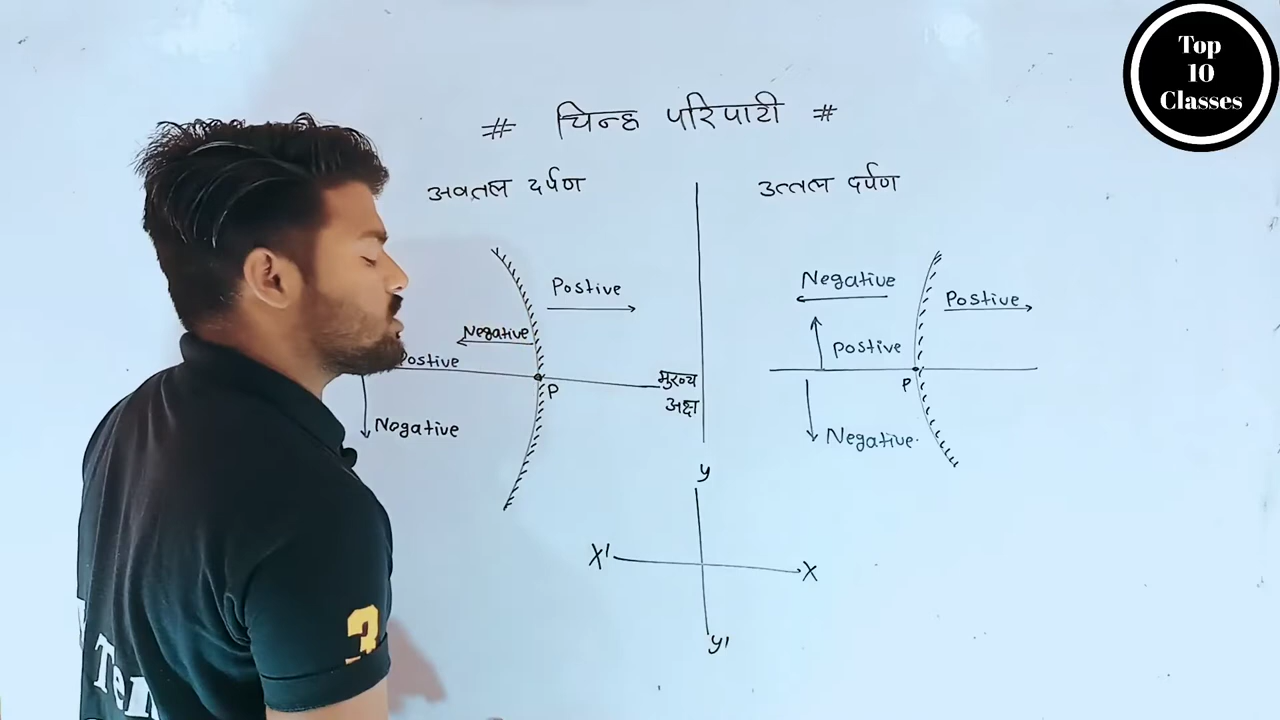 Top
10
Classes
# चिन्ह परिपाटी #
अवतल दर्पण
उत्तल दर्पण
Postive
Negative
Postive
Negative
P
मुख्य
अक्ष
Negative
Postive
Postive
Negative.
P
y
X'
X
y'
3
Ten